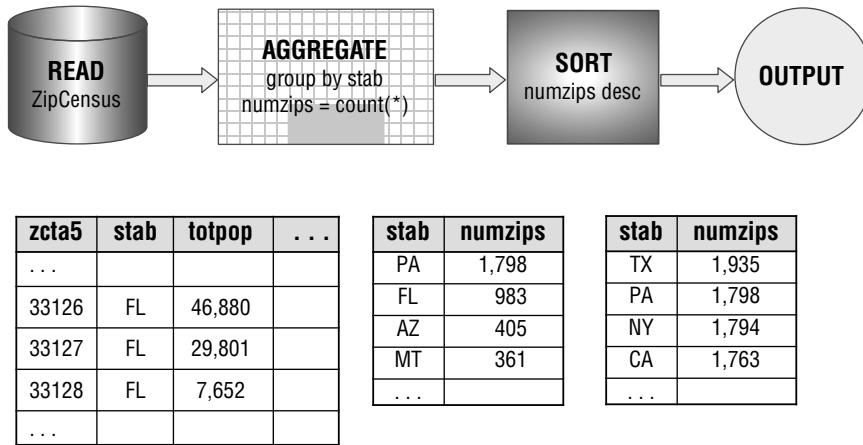 READ
ZipCensus
AGGREGATE
group by stab
numzips = count(*)
SORT
numzips desc
OUTPUT
zcta5 stab totpop . . .
. . .
33126 FL 46,880
33127 FL 29,801
33128 FL 7,652
. . .
stab numzips
PA 1,798
FL 983
AZ 405
MT 361
. . .
stab numzips
TX 1,935
PA 1,798
NY 1,794
CA 1,763
. . .